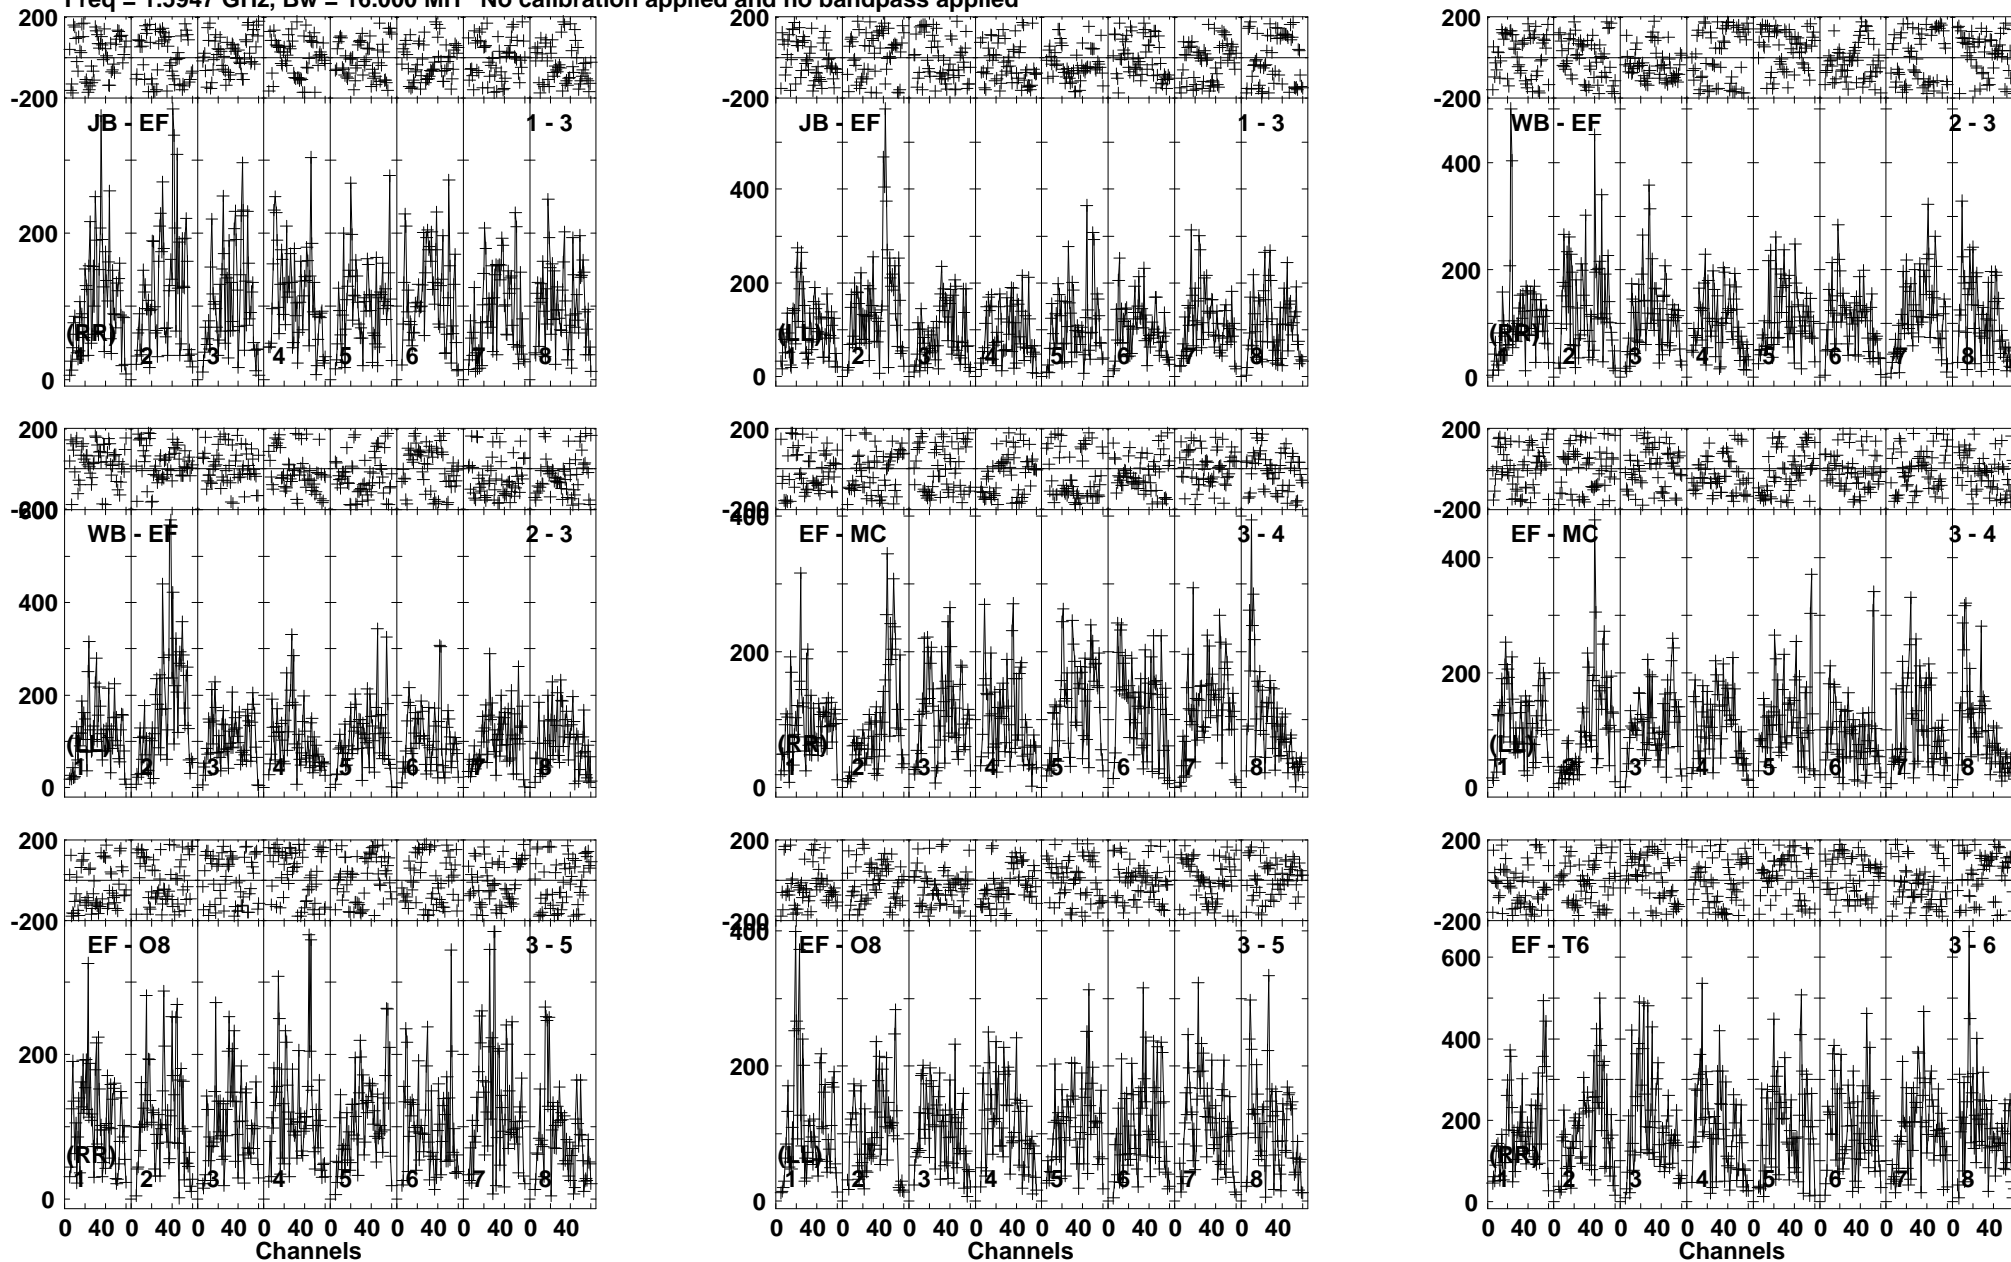 Freq = 1.5947 GHz, Bw = 16.000 MH No calibration applied and no bandpass applied
200 200 200
-200 -200 -200
JB - EF 1 - 3 JB - EF 1 - 3 WB - EF 2 - 3
400 400
200 200 200
(RR) (LL) (RR)
1 2 3 4 5 6 7 8 1 2 3 4 5 6 7 8 1 2 3 4 5 6 7 8
0 0 0
200 200 200
-200 -200 -200
600 400
WB - EF 2 - 3 EF - MC 3 - 4 EF - MC 3 - 4
400 400
200 200 200
(LL) (RR) (LL)
1 2 3 4 5 6 7 8 1 2 3 4 5 6 7 8 1 2 3 4 5 6 7 8
0 0 0
200 200 200
-200 -200 -200
400
EF - O8 3 - 5 EF - O8 3 - 5 EF - T6 3 - 6
600
400
200 200 200
(RR) (LL) (RR)
1 2 3 4 5 6 7 8 1 2 3 4 5 6 7 8 1 2 3 4 5 6 7 8
0 0 0
0 40 0 40 0 40 0 40 0 40 0 40 0 40 0 40 0 40 0 40 0 40 0 40 0 40 0 40 0 40 0 40 0 40 0 40 0 40 0 40 0 40 0 40 0 40 0 40
Channels Channels Channels